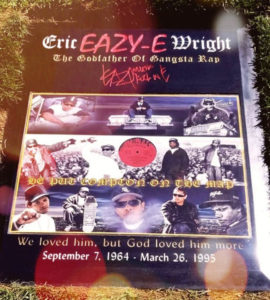 Eric EAZY-E Wright
The Godfather Of Gangsta Rap
HE PUT COMPTON ON THE MAP
We loved him, but God loved him more
September 7, 1964 - March 26, 1995